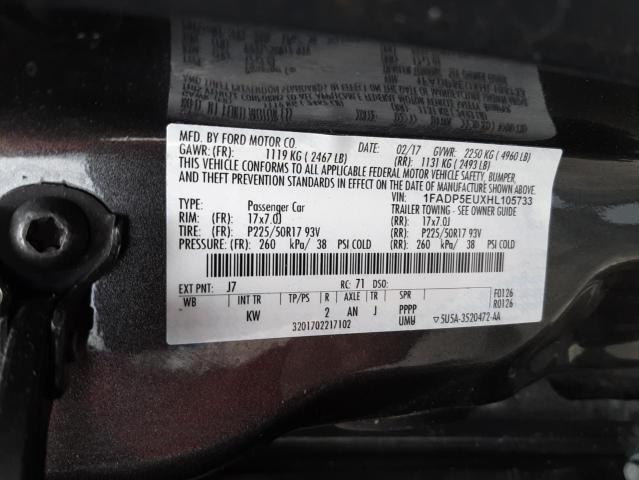 MFD. BY FORD MOTOR CO.
DATE: 02/17 GVWR: 2250 KG ( 4960 LB)
GAWR: (FR): 1119 KG ( 2467 LB) (RR): 1131 KG ( 2493 LB)
THIS VEHICLE CONFORMS TO ALL APPLICABLE FEDERAL MOTOR VEHICLE SAFETY, BUMPER,
AND THEFT PREVENTION STANDARDS IN EFFECT ON THE DATE OF MANUFACTURE SHOWN ABOVE.
VIN: 1FADP5EUXHL105733
TYPE: Passenger Car TRAILER TOWING - SEE OWNER GUIDE
RIM: (FR): 17x7.0J (RR): 17x7.0J
TIRE: (FR): P225/50R17 93V (RR): P225/50R17 93V
PRESSURE: (FR): 260 kPa/ 38 PSI COLD (RR): 260 kPa/ 38 PSI COLD
EXT PNT: J7 RC: 71 DSO: F0126
WB INT TR TP/PS R AXLE TR SPR R0126
KW 2 AN J PPPP
3201702217102 UMU ▽5U5A-3520472-AA